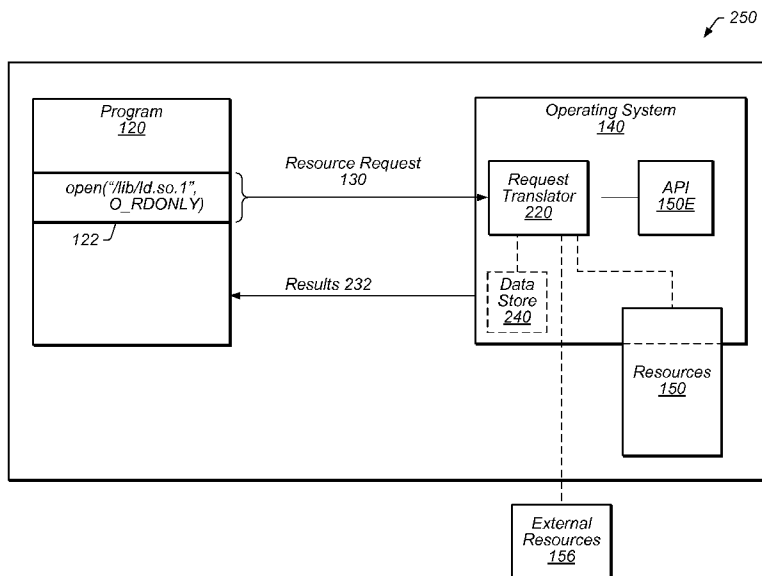 250
Program
120
open("/lib/ld.so.1",
O_RDONLY)
122
Resource Request
130
Results 232
Operating System
140
Request
Translator
220
API
150E
Data
Store
240
Resources
150
External
Resources
156